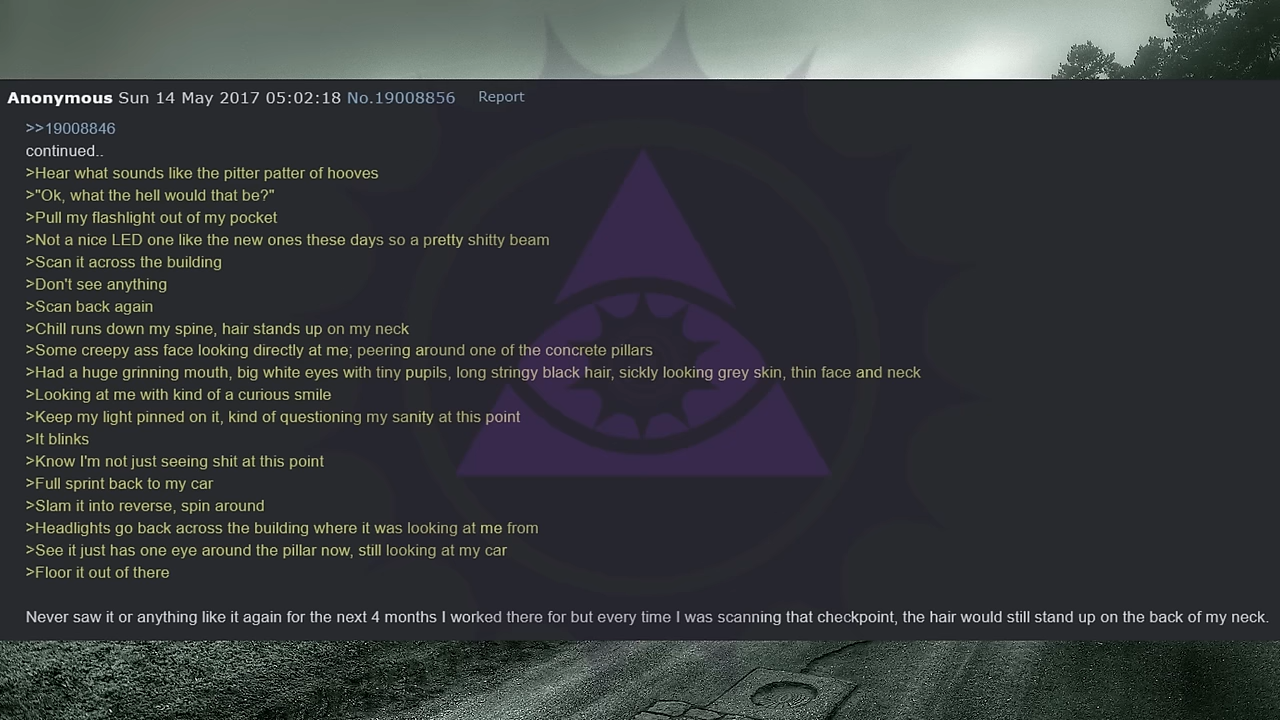 Anonymous Sun 14 May 2017 05:02:18 No.19008856 Report
>>19008846
continued..
>Hear what sounds like the pitter patter of hooves
>"Ok, what the hell would that be?"
>Pull my flashlight out of my pocket
>Not a nice LED one like the new ones these days so a pretty shitty beam
>Scan it across the building
>Don't see anything
>Scan back again
>Chill runs down my spine, hair stands up on my neck
>Some creepy ass face looking directly at me; peering around one of the concrete pillars
>Had a huge grinning mouth, big white eyes with tiny pupils, long stringy black hair, sickly looking grey skin, thin face and neck
>Looking at me with kind of a curious smile
>Keep my light pinned on it, kind of questioning my sanity at this point
>It blinks
>Know I'm not just seeing shit at this point
>Full sprint back to my car
>Slam it into reverse, spin around
>Headlights go back across the building where it was looking at me from
>See it just has one eye around the pillar now, still looking at my car
>Floor it out of there
Never saw it or anything like it again for the next 4 months I worked there for but every time I was scanning that checkpoint, the hair would still stand up on the back of my neck.